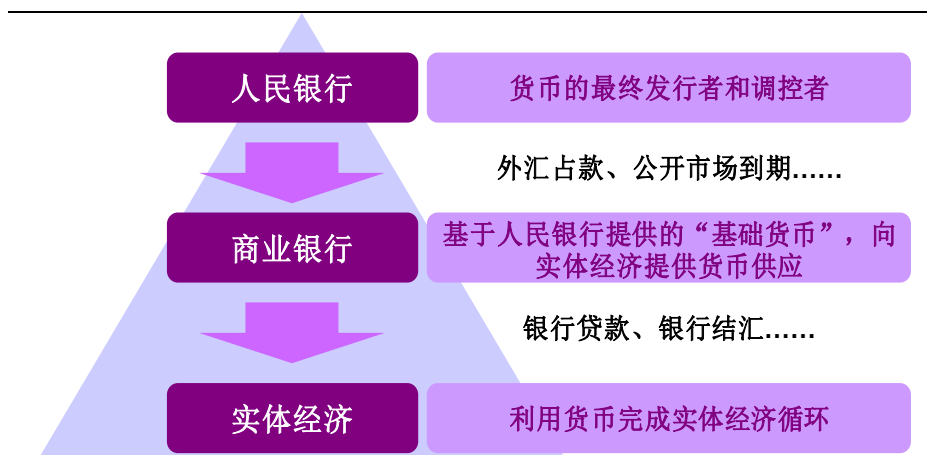 人民银行
货币的最终发行者和调控者
外汇占款、公开市场到期……
商业银行
基于人民银行提供的“基础货币”，向
实体经济提供货币供应
银行贷款、银行结汇……
实体经济
利用货币完成实体经济循环